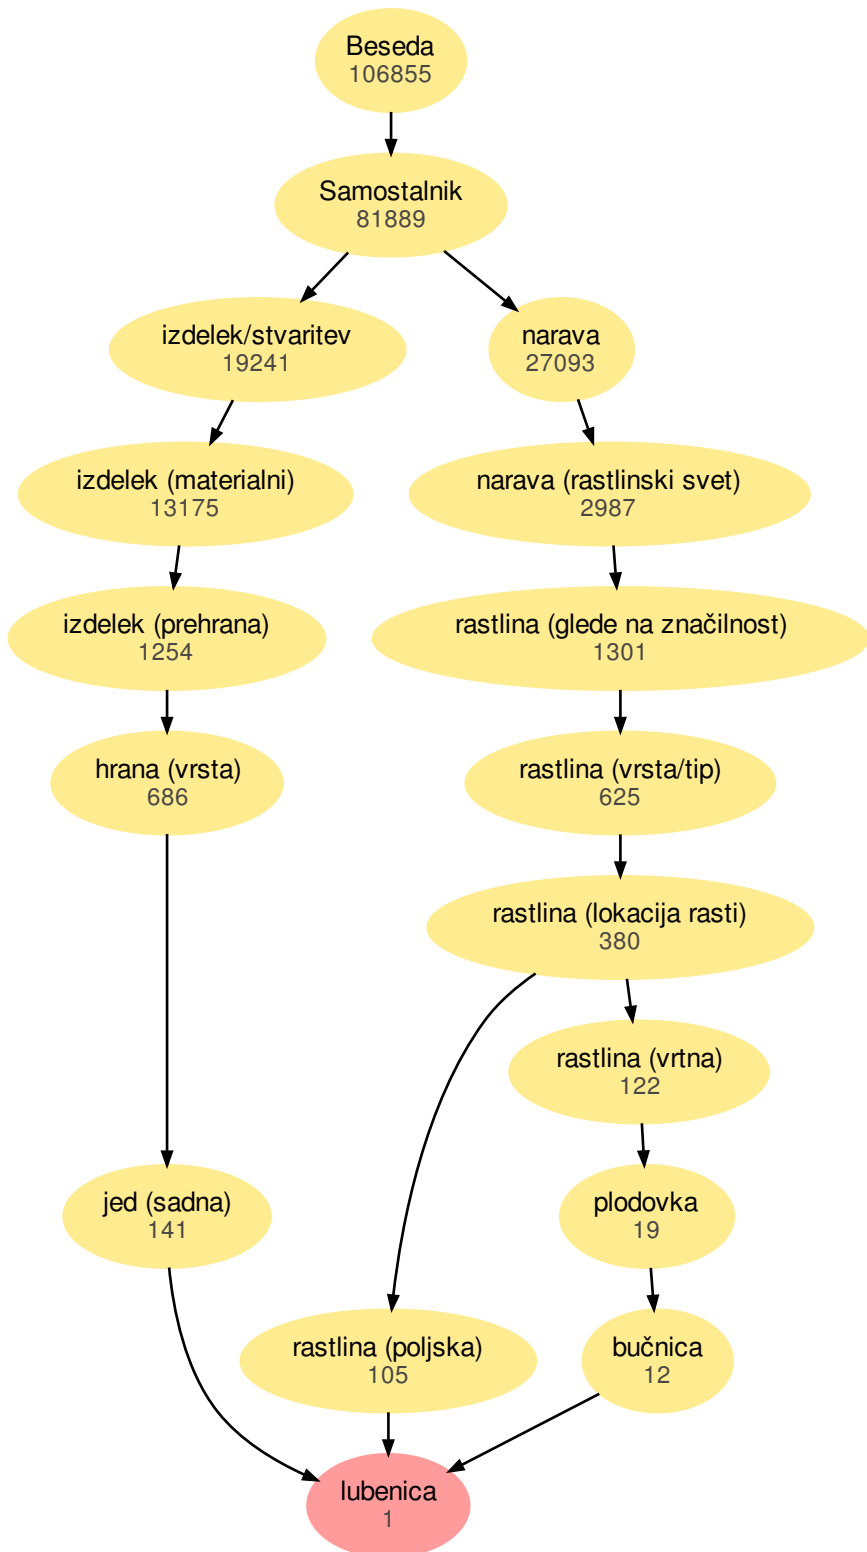 Beseda
106855
Samostalnik
81889
izdelek/stvaritev
19241
narava
27093
izdelek (materialni)
13175
narava (rastlinski svet)
2987
izdelek (prehrana)
1254
rastlina (glede na značilnost)
1301
hrana (vrsta)
686
rastlina (vrsta/tip)
625
rastlina (lokacija rasti)
380
rastlina (vrtna)
122
jed (sadna)
141
plodovka
19
rastlina (poljska)
105
bučnica
12
lubenica
1